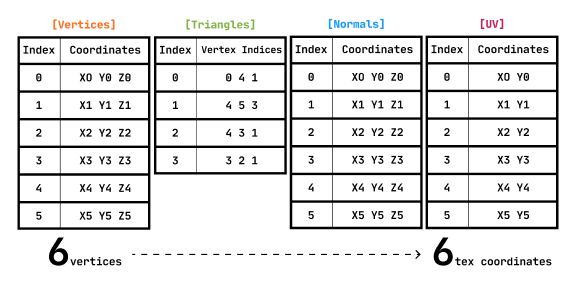 [Vertices] [Triangles] [Normals] [UV]
Index Coordinates Index Vertex Indices Index Coordinates Index Coordinates
0 X0 Y0 Z0 0 0 4 1 0 X0 Y0 Z0 0 X0 Y0
1 X1 Y1 Z1 1 4 5 3 1 X1 Y1 Z1 1 X1 Y1
2 X2 Y2 Z2 2 4 3 1 2 X2 Y2 Z2 2 X2 Y2
3 X3 Y3 Z3 3 3 2 1 3 X3 Y3 Z3 3 X3 Y3
4 X4 Y4 Z4 4 X4 Y4 Z4 4 X4 Y4
5 X5 Y5 Z5 5 X5 Y5 Z5 5 X5 Y5
6 vertices 6 tex coordinates